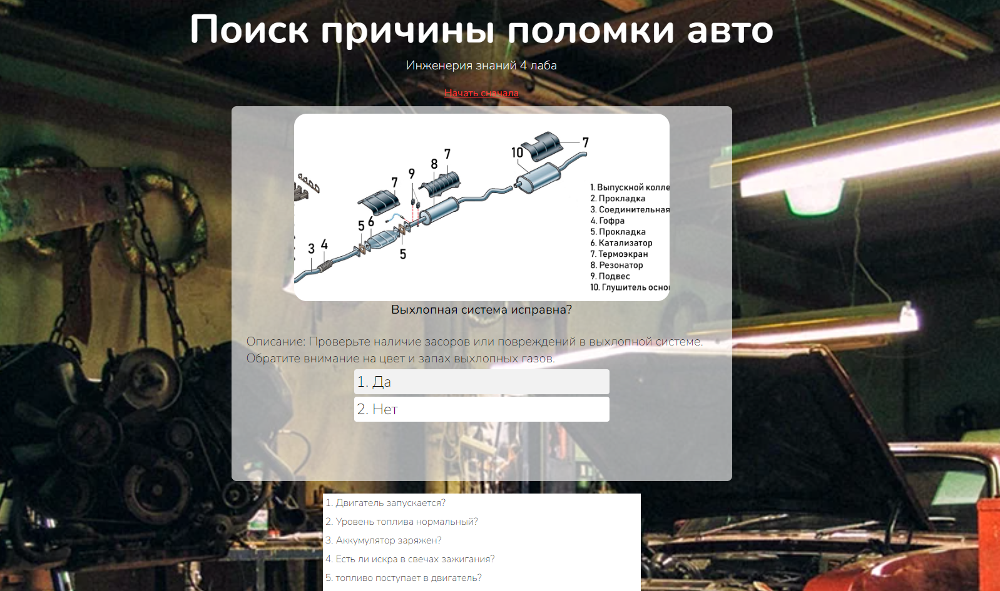 Поиск причины поломки авто
Инженерия знаний 4 лаба
Начать сначала
7
10
7
8
9
7
5 6
5
4
3
1. Выпускной колле
2. Прокладка
3. Соединительная
4. Гофра
5. Прокладка
6. Катализатор
7. Термоэкран
8. Резонатор
9. Подвес
10. Глушитель осно
Выхлопная система исправна?
Описание: Проверьте наличие засоров или повреждений в выхлопной системе.
Обратите внимание на цвет и запах выхлопных газов.
1. Да
2. Нет
1. Двигатель запускается?
2. Уровень топлива нормальный?
3. Аккумулятор заряжен?
4. Есть ли искра в свечах зажигания?
5. топливо поступает в двигатель?